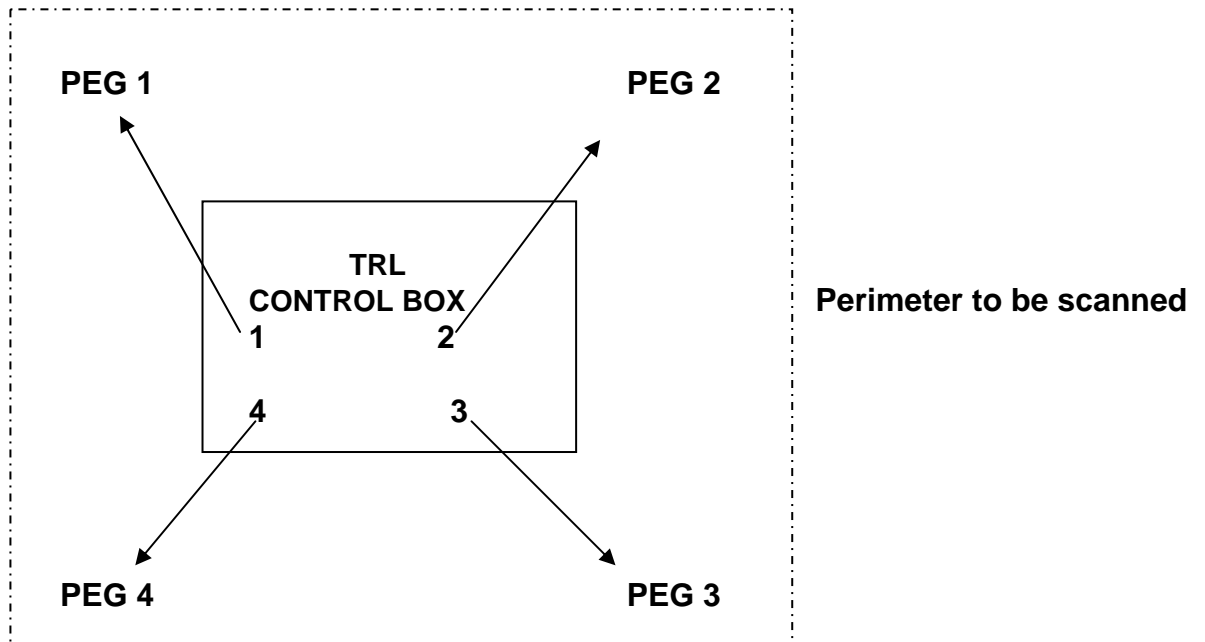 PEG 1
PEG 2
TRL
CONTROL BOX
1
2
Perimeter to be scanned
4
3
PEG 4
PEG 3